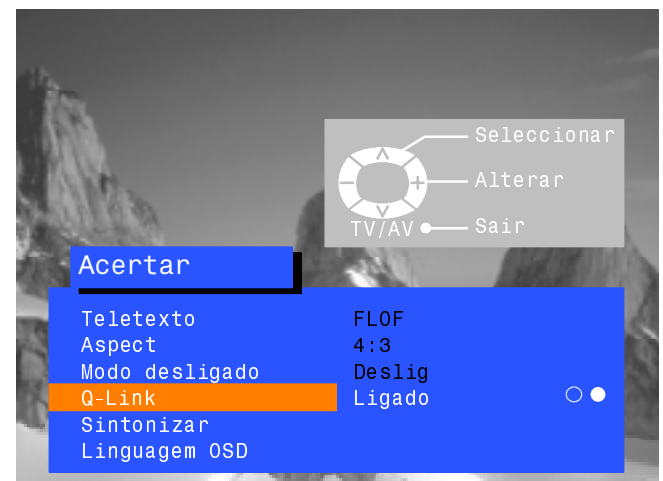 Seleccionar
Alterar
TV/AV Sair
Acertar
Teletexto FLOF
Aspect 4:3
Modo desligado Deslig
Q-Link Ligado
Sintonizar
Linguagem OSD